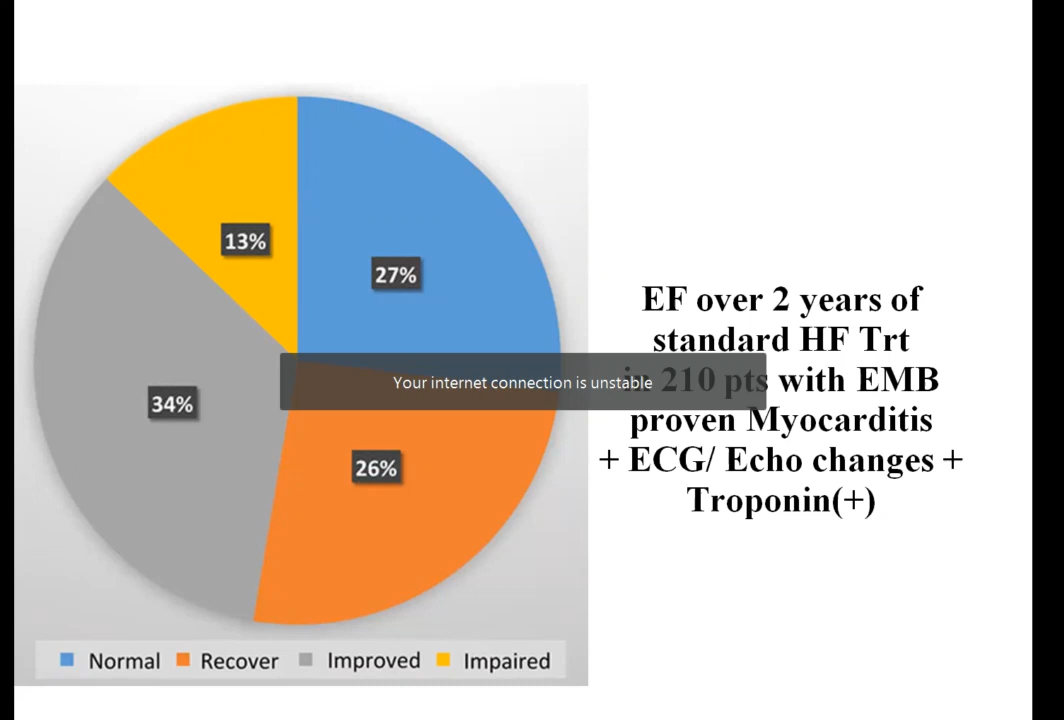 13%
27%
34%
26%
Normal Recover Improved Impaired
EF over 2 years of
standard HF Trt
in 210 pts with EMB
proven Myocarditis
+ ECG/ Echo changes +
Troponin(+)
Your internet connection is unstable